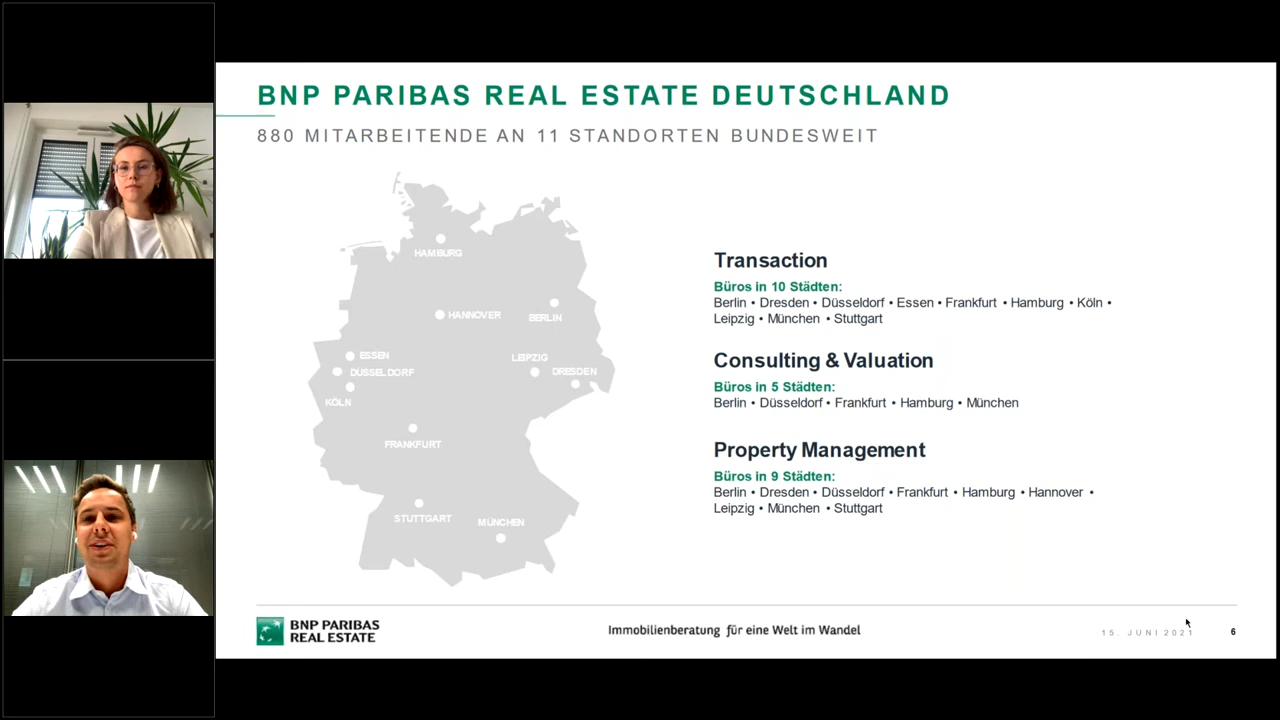 BNP PARIBAS REAL ESTATE DEUTSCHLAND
880 MITARBEITENDE AN 11 STANDORTEN BUNDESWEIT
HAMBURG
HANNOVER
BERLIN
ESSEN
LEIPZIG
DÜSSELDORF
DRESDEN
KÖLN
FRANKFURT
STUTTGART
MÜNCHEN
Transaction
Büros in 10 Städten:
Berlin • Dresden • Düsseldorf • Essen • Frankfurt • Hamburg • Köln •
Leipzig • München • Stuttgart
Consulting & Valuation
Büros in 5 Städten:
Berlin • Düsseldorf • Frankfurt • Hamburg • München
Property Management
Büros in 9 Städten:
Berlin • Dresden • Düsseldorf • Frankfurt • Hamburg • Hannover •
Leipzig • München • Stuttgart
BNP PARIBAS
REAL ESTATE
Immobilienberatung für eine Welt im Wandel
15. JUNI 2021
6